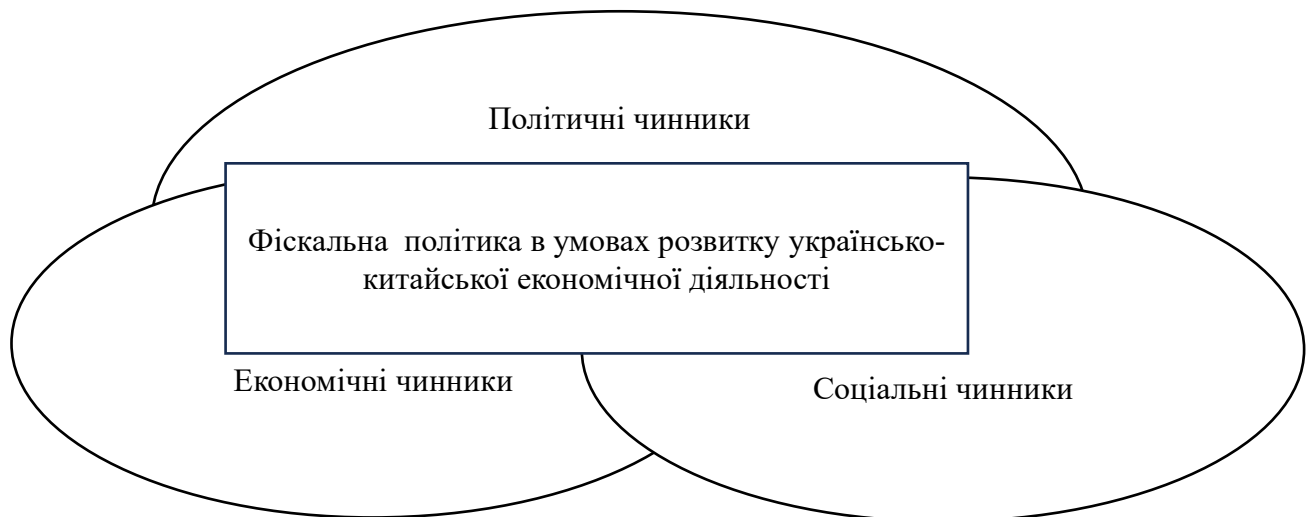 Політичні чинники
Фіскальна  політика в умовах розвитку українсько-
китайської економічної діяльності
Економічні чинники
Соціальні чинники